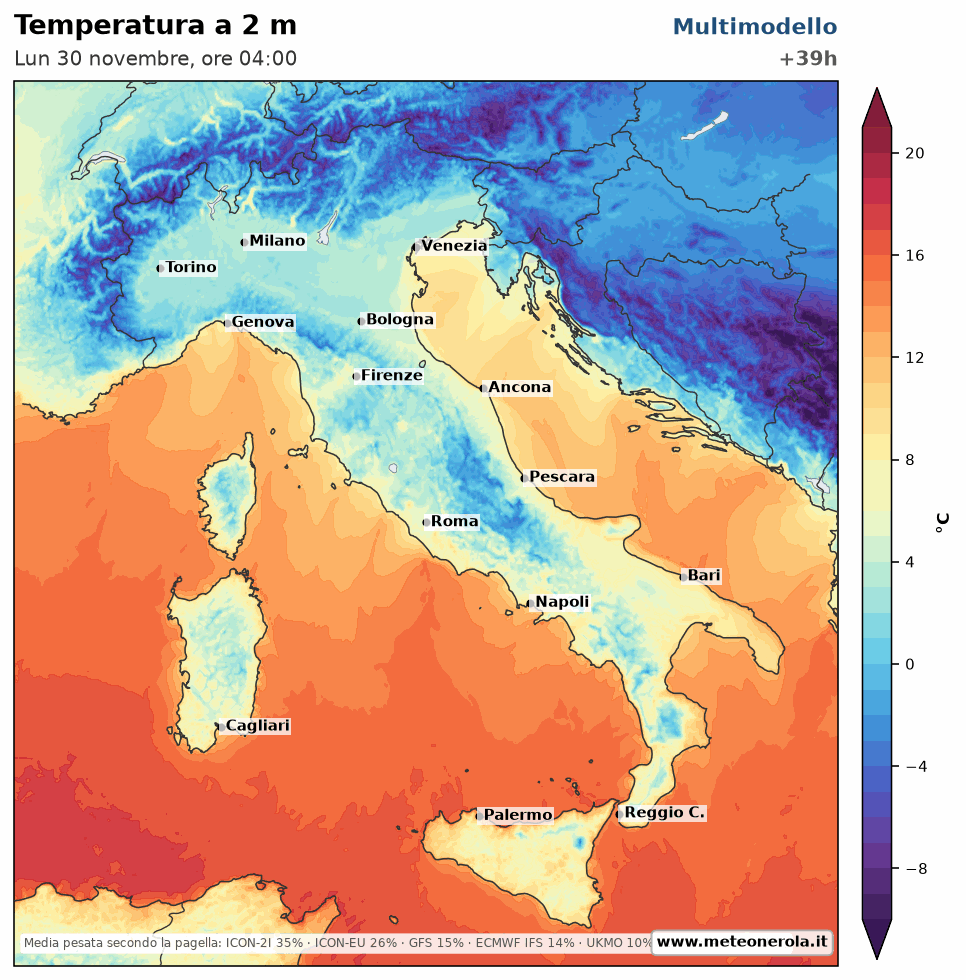 Temperatura a 2 m
Multimodello
Lun 30 novembre, ore 04:00
+39h
Milano
Venezia
Torino
Genova
Bologna
Firenze
Ancona
Pescara
Roma
Bari
Napoli
Cagliari
Palermo
Reggio C.
20
16
12
8
4
0
−4
−8
°C
Media pesata secondo la pagella: ICON-2I 35% · ICON-EU 26% · GFS 15% · ECMWF IFS 14% · UKMO 10%
www.meteonerola.it